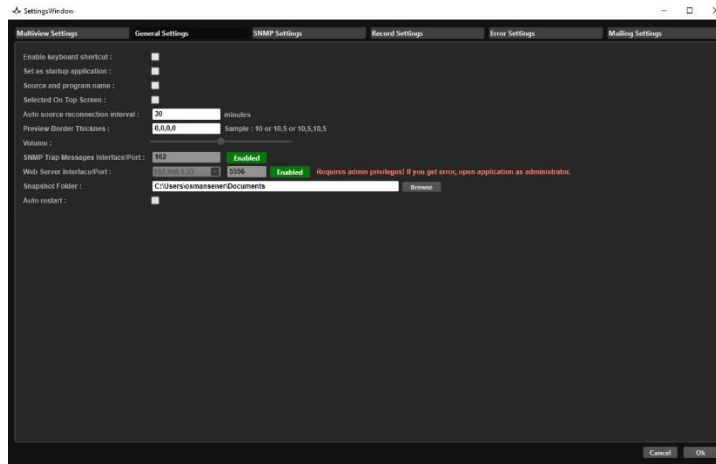 SettingsWindow
Multiview Settings General Settings SNMP Settings Record Settings Error Settings Mailing Settings
Enable keyboard shortcut :
Set as startup application :
Source and program name :
Selected On Top Screen :
Auto source reconnection interval : 30 minutes
Preview Border Thicknes : 0,0,0,0 Sample : 10 or 10,5 or 10,5,10,5
Volume :
SNMP Trap Messages Interface/Port : 162 Enabled
Web Server Interface/Port : 192.168.1.33 5556 Enabled Requires admin privileges! If you get error, open application as administrator.
Snapshot Folder : C:\Users\osmansener\Documents Browse
Auto restart :
Cancel Ok